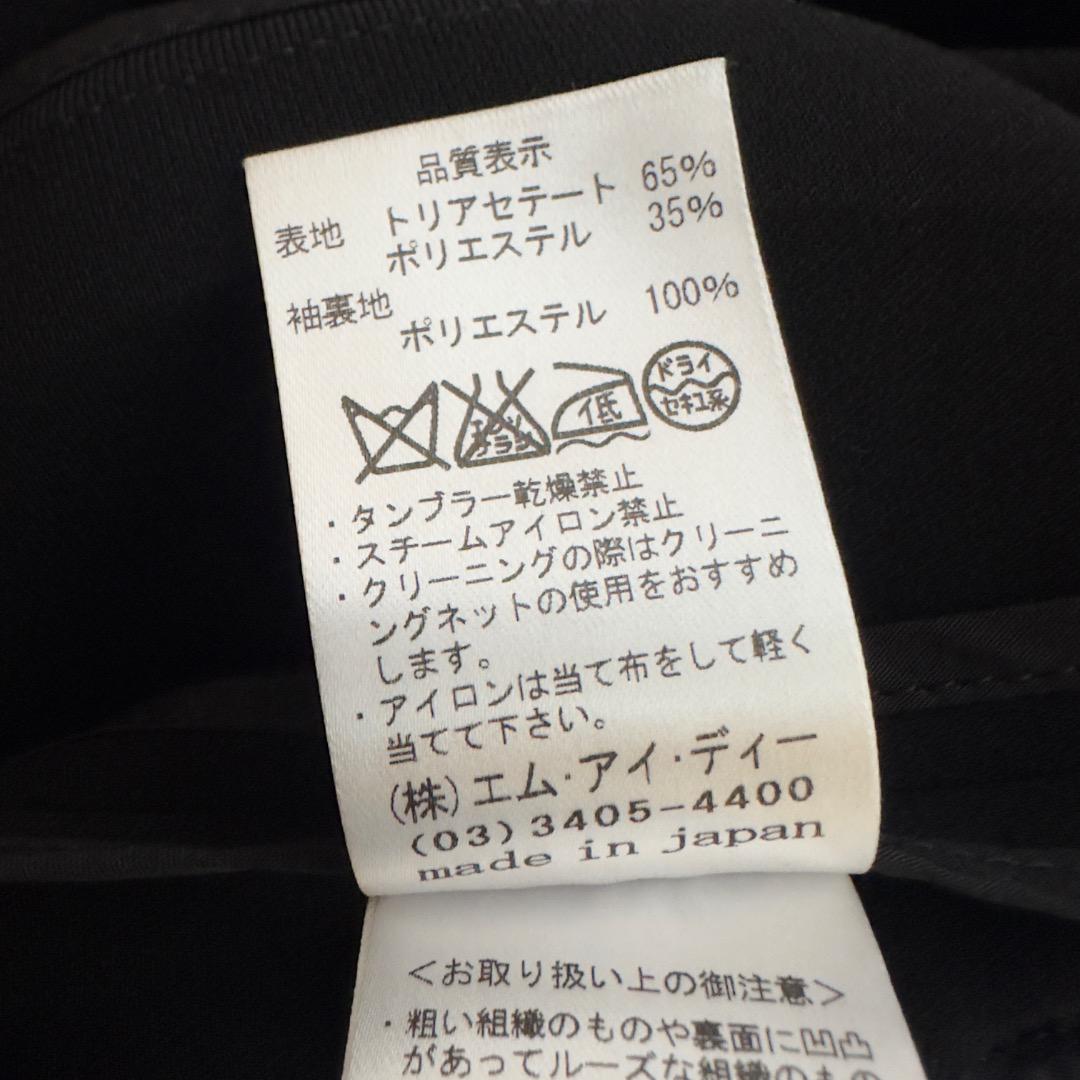 品質表示
表地 トリアセテート 65%
ポリエステル 35%
袖裏地
ポリエステル 100%
エンソ
サラシ
低
ドライ
セキユ系
・タンブラー乾燥禁止
・スチームアイロン禁止
・クリーニングの際はクリーニ
ングネットの使用をおすすめ
します。
・アイロンは当て布をして軽く
当てて下さい。
(株)エム・アイ・ディー
(03)3405-4400
made in japan
<お取り扱い上の御注意>
・粗い組織のものや裏面に凹凸
があってルーズな組織のもの